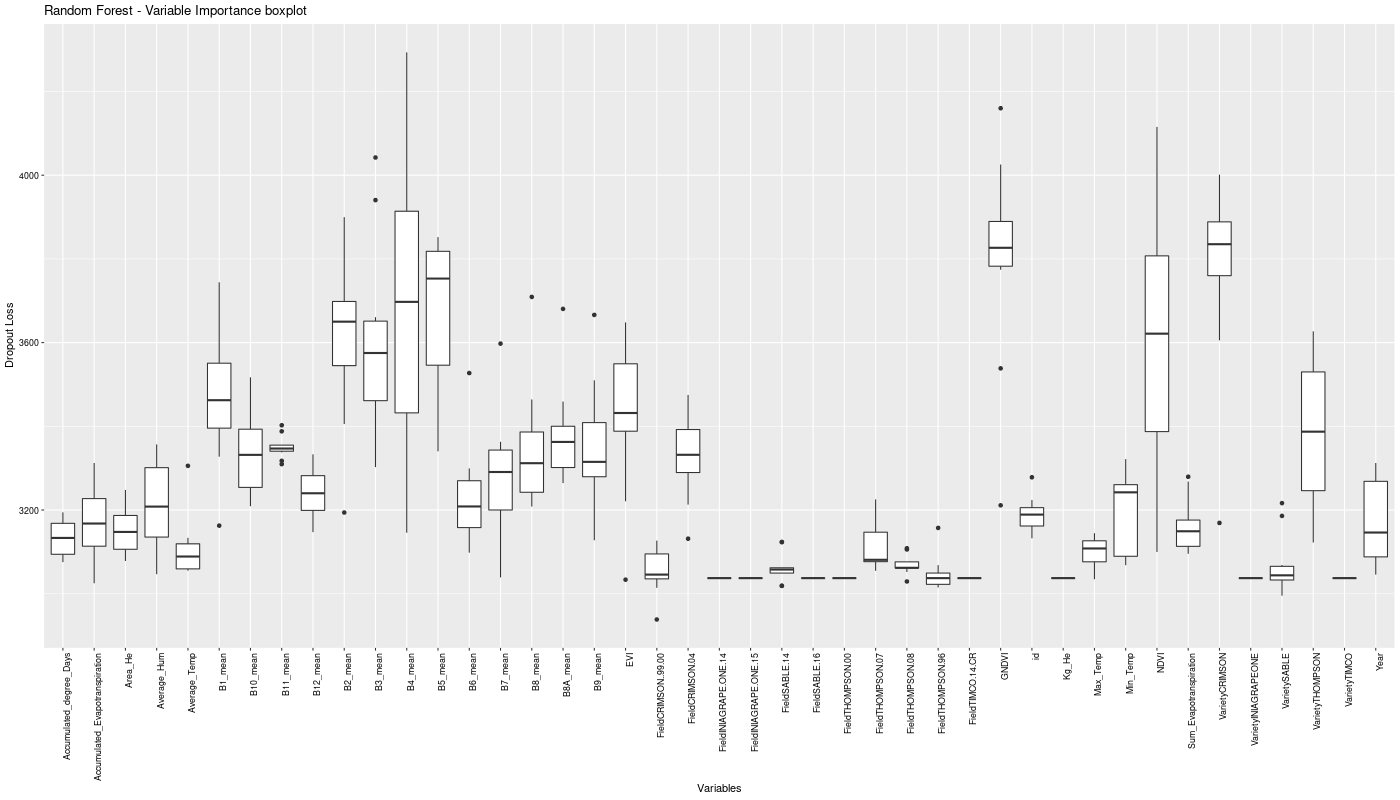 Random Forest - Variable Importance boxplot
Dropout Loss
4000
3600
3200
Accumulated_degree_Days
Accumulated_Evapotranspiration
Area_He
Average_Hum
Average_Temp
B1_mean
B10_mean
B11_mean
B12_mean
B2_mean
B3_mean
B4_mean
B5_mean
B6_mean
B7_mean
B8_mean
B8A_mean
B9_mean
EVI
FieldCRIMSON..99.00
FieldCRIMSON.04
FieldINIAGRAPE.ONE.14
FieldINIAGRAPE.ONE.15
FieldSABLE.14
FieldSABLE.16
FieldTHOMPSON.00
FieldTHOMPSON.07
FieldTHOMPSON.08
FieldTHOMPSON.96
FieldTIMCO.14.CR
GNDVI
id
Kg_He
Max_Temp
Min_Temp
NDVI
Sum_Evapotranspiration
VarietyCRIMSON
VarietyINIAGRAPEONE
VarietySABLE
VarietyTHOMPSON
VarietyTIMCO
Year
Variables